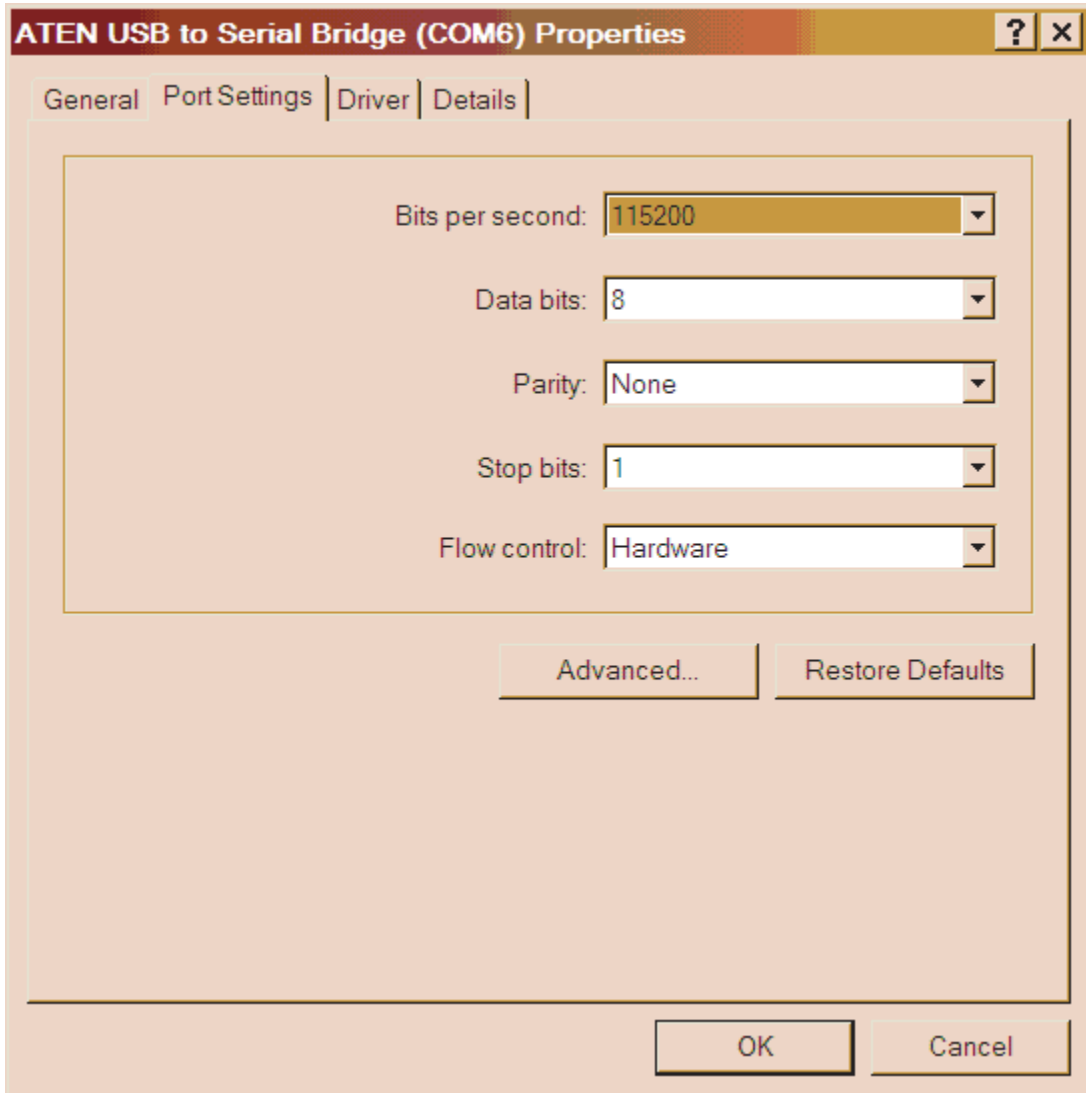 ATEN USB to Serial Bridge (COM6) Properties
General Port Settings Driver Details
Bits per second: 115200
Data bits: 8
Parity: None
Stop bits: 1
Flow control: Hardware
Advanced... Restore Defaults
OK Cancel